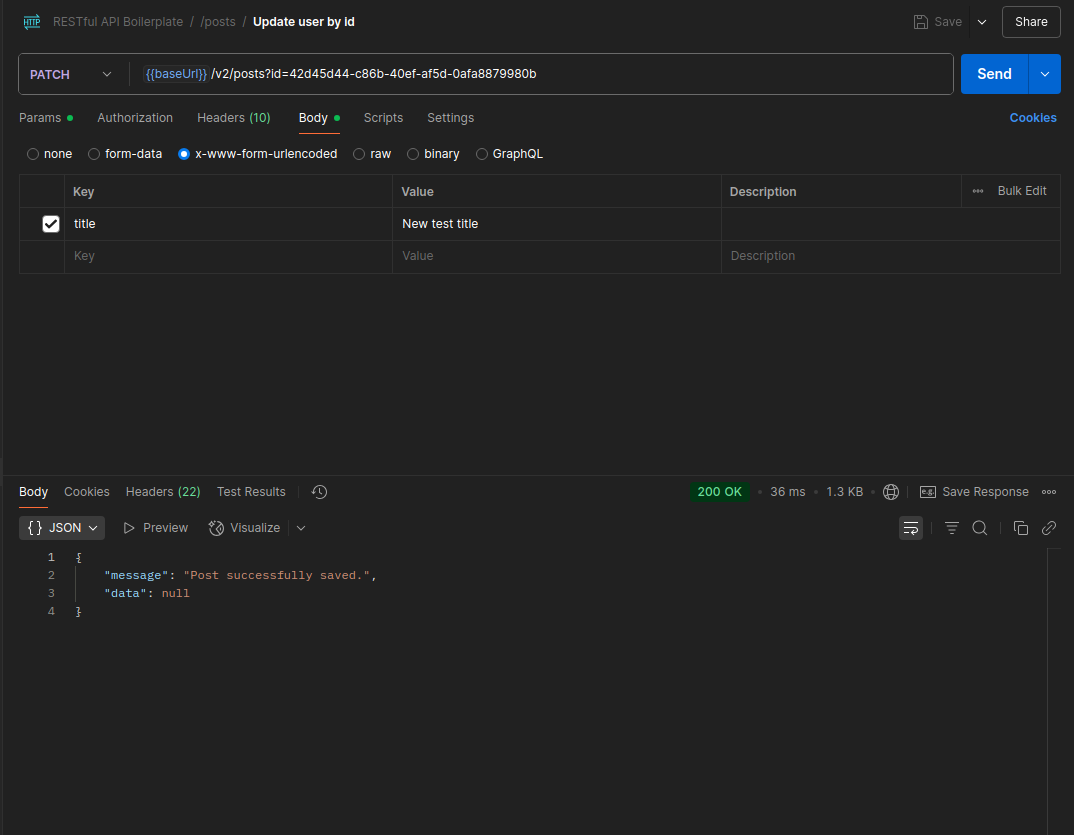 HTTP RESTful API Boilerplate / /posts / Update user by id Save Share
PATCH {{baseUrl}} /v2/posts?id=42d45d44-c86b-40ef-af5d-0afa8879980b Send
Params Authorization Headers (10) Body Scripts Settings Cookies
none form-data x-www-form-urlencoded raw binary GraphQL
Key Value Description Bulk Edit
title New test title
Key Value Description
Body Cookies Headers (22) Test Results 200 OK 36 ms 1.3 KB e.g. Save Response
{} JSON Preview Visualize
1 {
2 "message": "Post successfully saved.",
3 "data": null
4 }